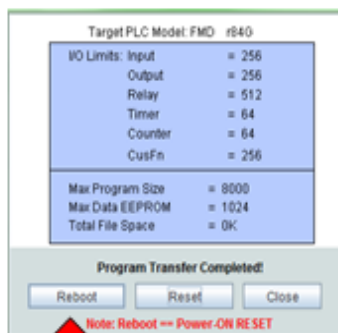 Target PLC Model: FMD r84G
I/O Limits: Input = 256
Output = 256
Relay = 512
Timer = 64
Counter = 64
CusFn = 256
Max Program Size = 8000
Max Data EEPROM = 1024
Total File Space = 0K
Program Transfer Completed!
Reboot Reset Close
Note: Reboot == Power-ON RESET